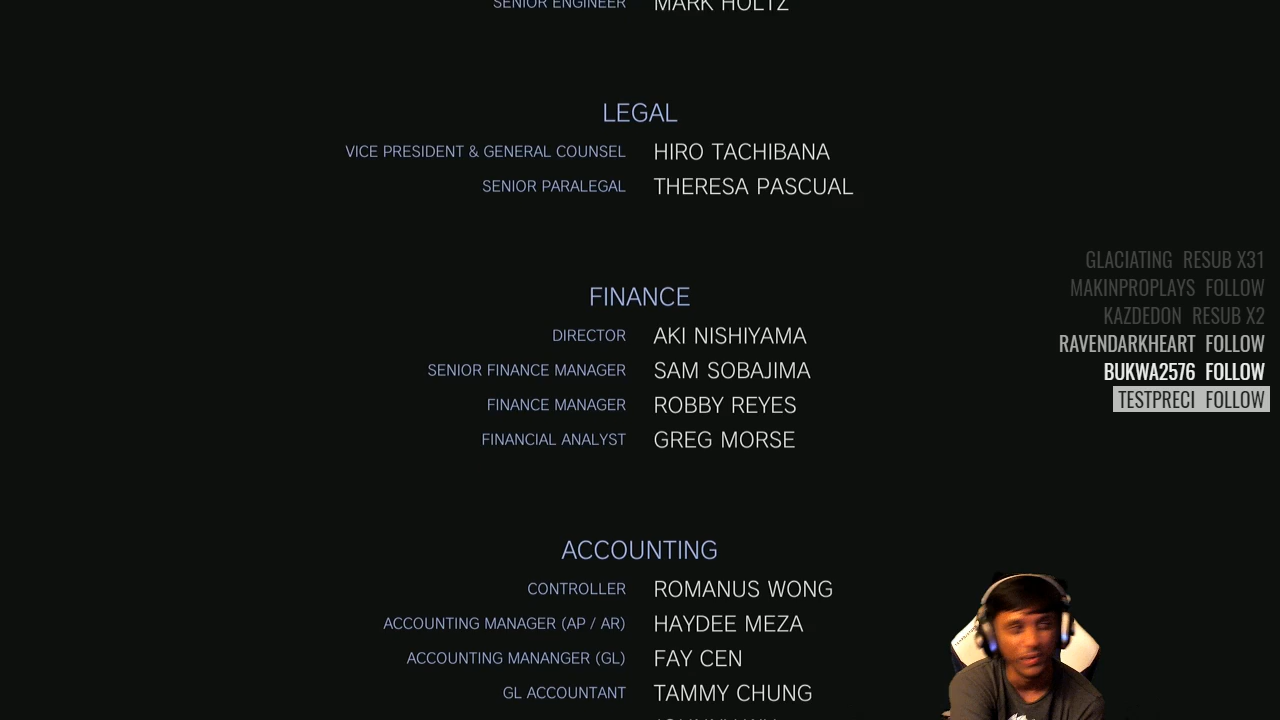 SENIOR ENGINEER MARK HOLTZ
LEGAL
VICE PRESIDENT & GENERAL COUNSEL HIRO TACHIBANA
SENIOR PARALEGAL THERESA PASCUAL
FINANCE
DIRECTOR AKI NISHIYAMA
SENIOR FINANCE MANAGER SAM SOBAJIMA
FINANCE MANAGER ROBBY REYES
FINANCIAL ANALYST GREG MORSE
ACCOUNTING
CONTROLLER ROMANUS WONG
ACCOUNTING MANAGER (AP / AR) HAYDEE MEZA
ACCOUNTING MANANGER (GL) FAY CEN
GL ACCOUNTANT TAMMY CHUNG
GLACIATING RESUB X31
MAKINPROPLAYS FOLLOW
KAZDEDON RESUB X2
RAVENDARKHEART FOLLOW
BUKWA2576 FOLLOW
TESTPRECI FOLLOW